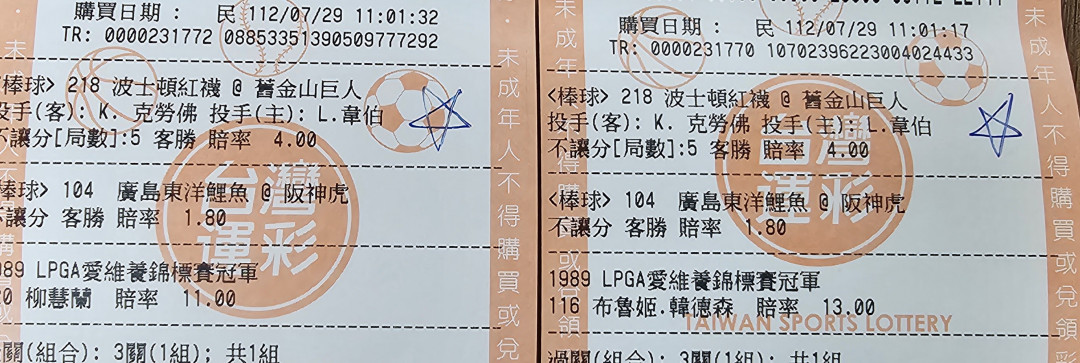 購買日期： 民 112/07/29 11:01:32
TR: 0000231772 088533513905097​77292
棒球> 218 波士頓紅襪 @ 舊金山巨人
投手(客): K. 克勞佛 投手(主): L.韋伯
不讓分[局數]:5 客勝 賠率 4.00
棒球> 104 廣島東洋鯉魚 @ 阪神虎
不讓分 客勝 賠率 1.80
989 LPGA愛維養錦標賽冠軍
20 柳慧蘭 賠率 11.00
過關(組合): 3關(1組); 共1組
台灣運彩
未成年人不得購買或兌
購買日期： 民 112/07/29 11:01:17
TR: 0000231770 107023962230040​24433
<棒球> 218 波士頓紅襪 @ 舊金山巨人
投手(客): K. 克勞佛 投手(主): L.韋伯
不讓分[局數]:5 客勝 賠率 4.00
<棒球> 104 廣島東洋鯉魚 @ 阪神虎
不讓分 客勝 賠率 1.80
1989 LPGA愛維養錦標賽冠軍
116 布魯姬.韓德森 賠率 13.00
過關(組合): 3關(1組); 共1組
台灣運彩
TAIWAN SPORTS LOTTERY
未成年人不得購買或兌領